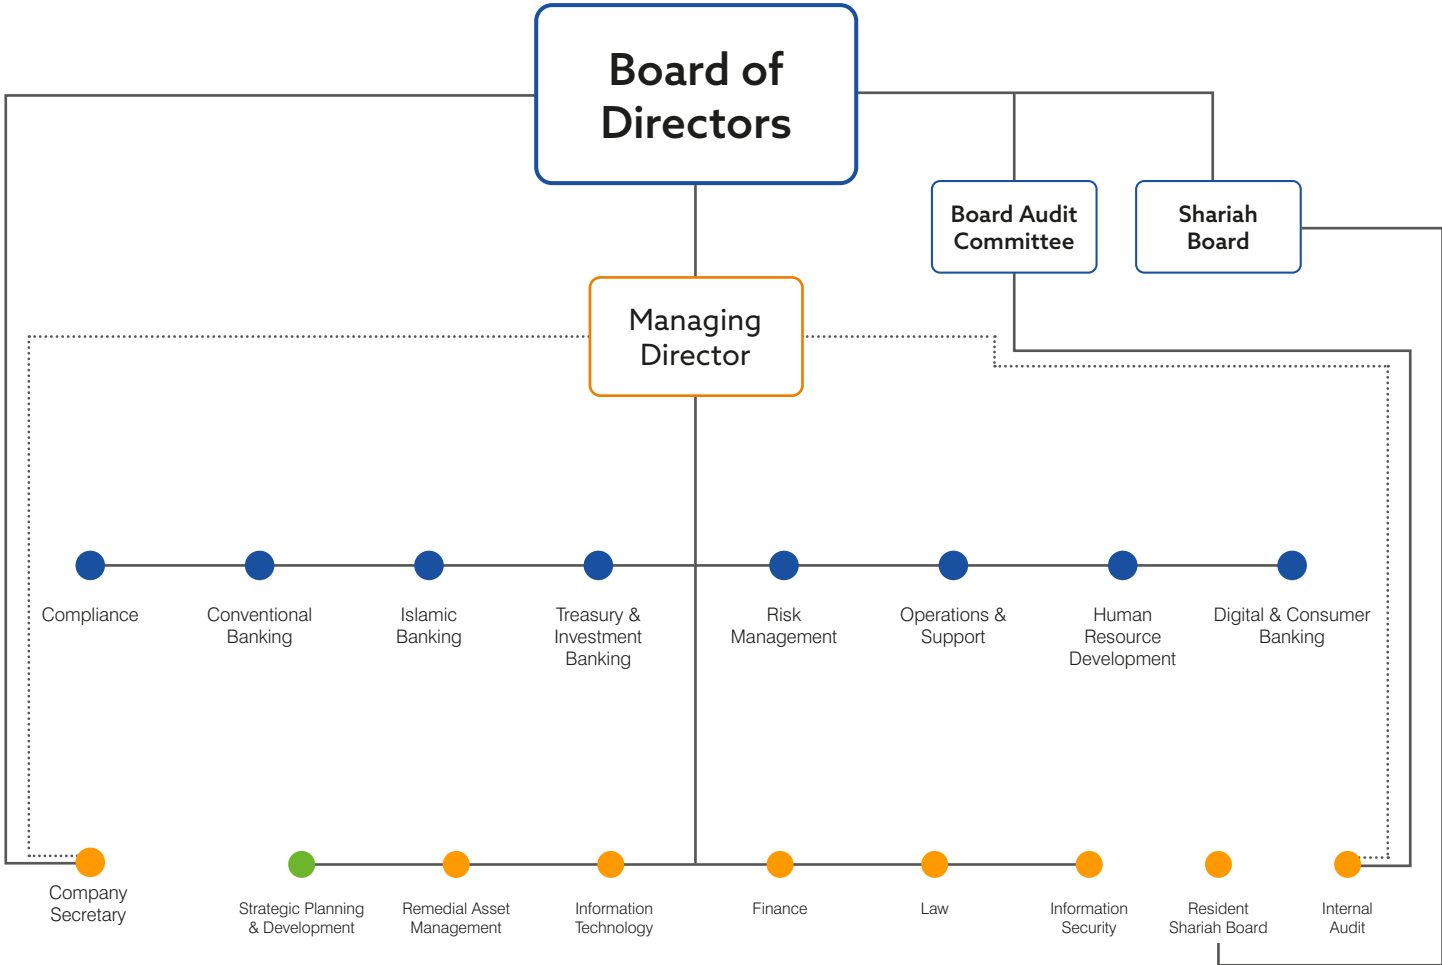 Board of
Directors
Board Audit
Committee
Shariah
Board
Managing
Director
Compliance
Conventional
Banking
Islamic
Banking
Treasury &
Investment
Banking
Risk
Management
Operations &
Support
Human
Resource
Development
Digital & Consumer
Banking
Company
Secretary
Strategic Planning
& Development
Remedial Asset
Management
Information
Technology
Finance
Law
Information
Security
Resident
Shariah Board
Internal
Audit